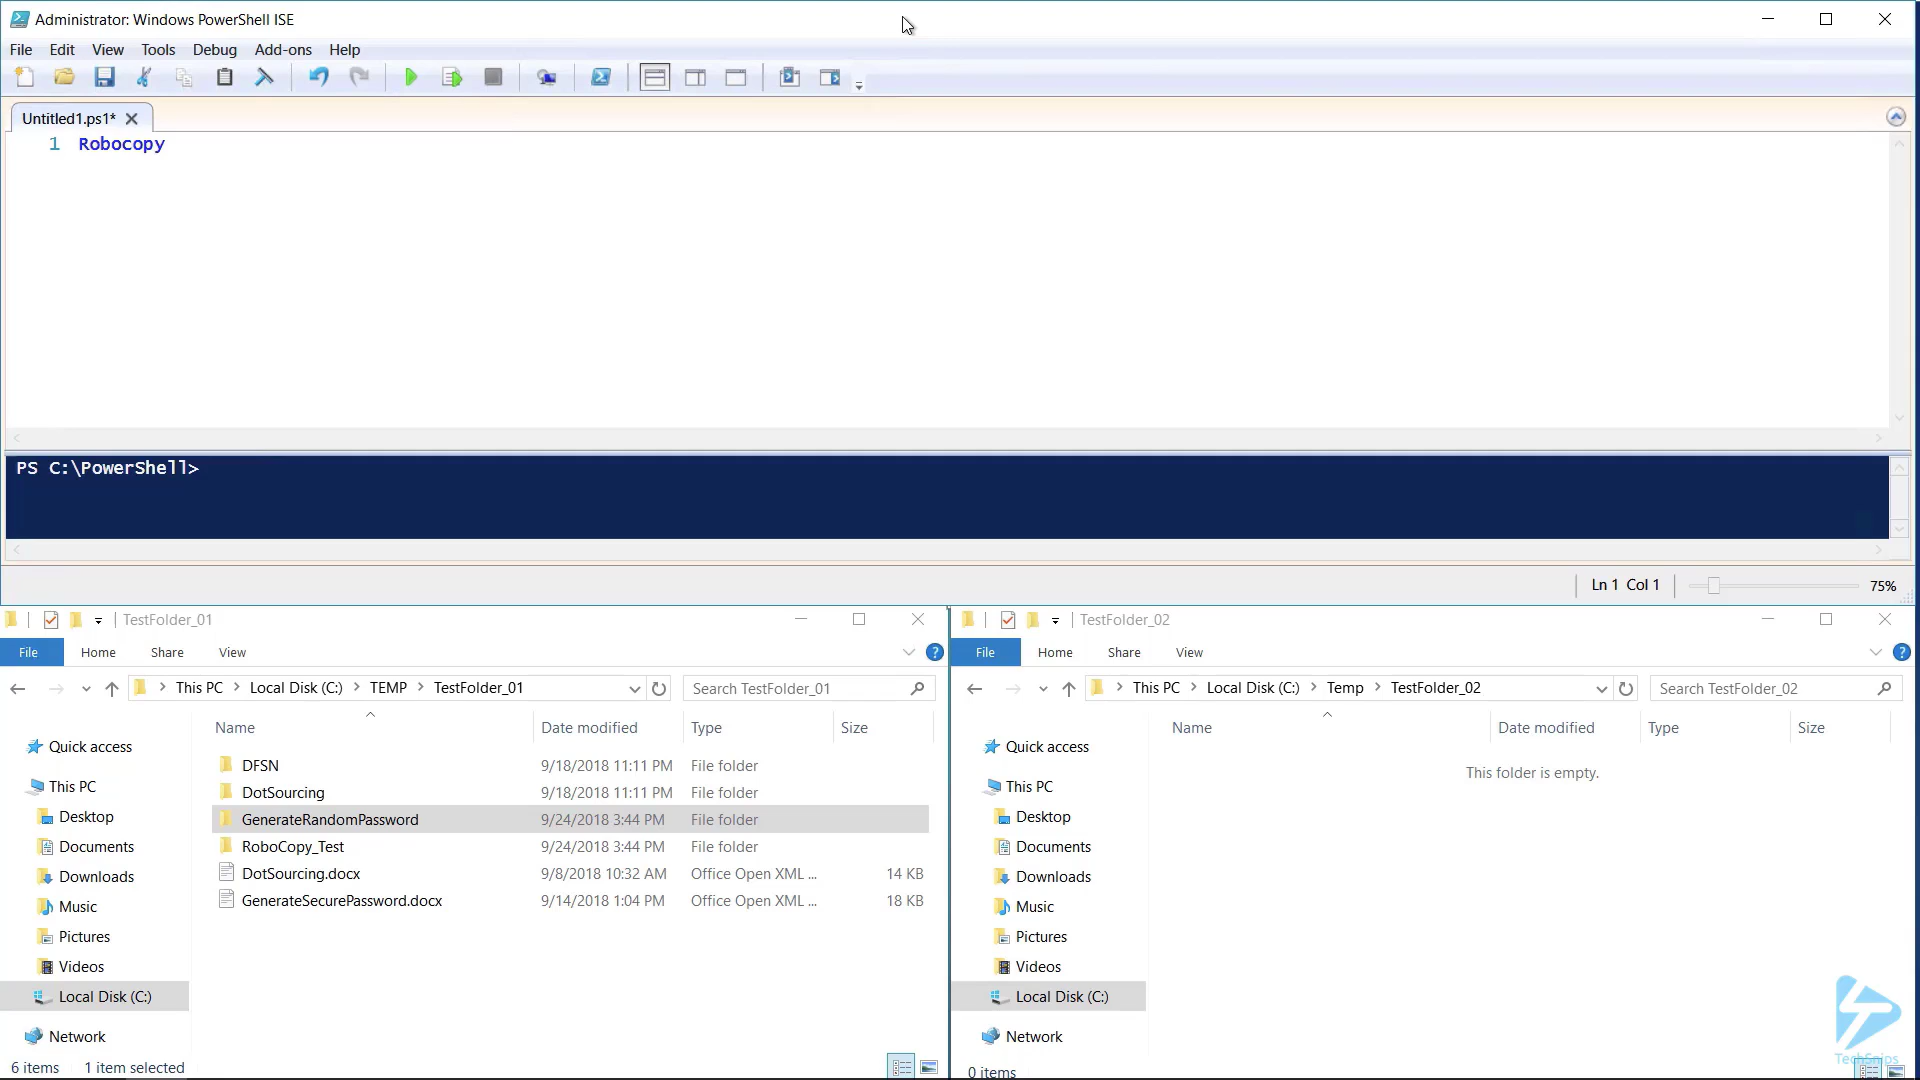 Administrator: Windows PowerShell ISE
File Edit View Tools Debug Add-ons Help
Untitled1.ps1*
1 Robocopy
PS C:\PowerShell>
Ln 1 Col 1
75%
TestFolder_01
File Home Share View
This PC Local Disk (C:) TEMP TestFolder_01
Search TestFolder_01
Name Date modified Type Size
Quick access
This PC
Desktop
Documents
Downloads
Music
Pictures
Videos
Local Disk (C:)
Network
DFSN 9/18/2018 11:11 PM File folder
DotSourcing 9/18/2018 11:11 PM File folder
GenerateRandomPassword 9/24/2018 3:44 PM File folder
RoboCopy_Test 9/24/2018 3:44 PM File folder
DotSourcing.docx 9/8/2018 10:32 AM Office Open XML ... 14 KB
GenerateSecurePassword.docx 9/14/2018 1:04 PM Office Open XML ... 18 KB
6 items 1 item selected
TestFolder_02
File Home Share View
This PC Local Disk (C:) Temp TestFolder_02
Search TestFolder_02
Name Date modified Type Size
This folder is empty.
Quick access
This PC
Desktop
Documents
Downloads
Music
Pictures
Videos
Local Disk (C:)
Network
0 items
TechSnips